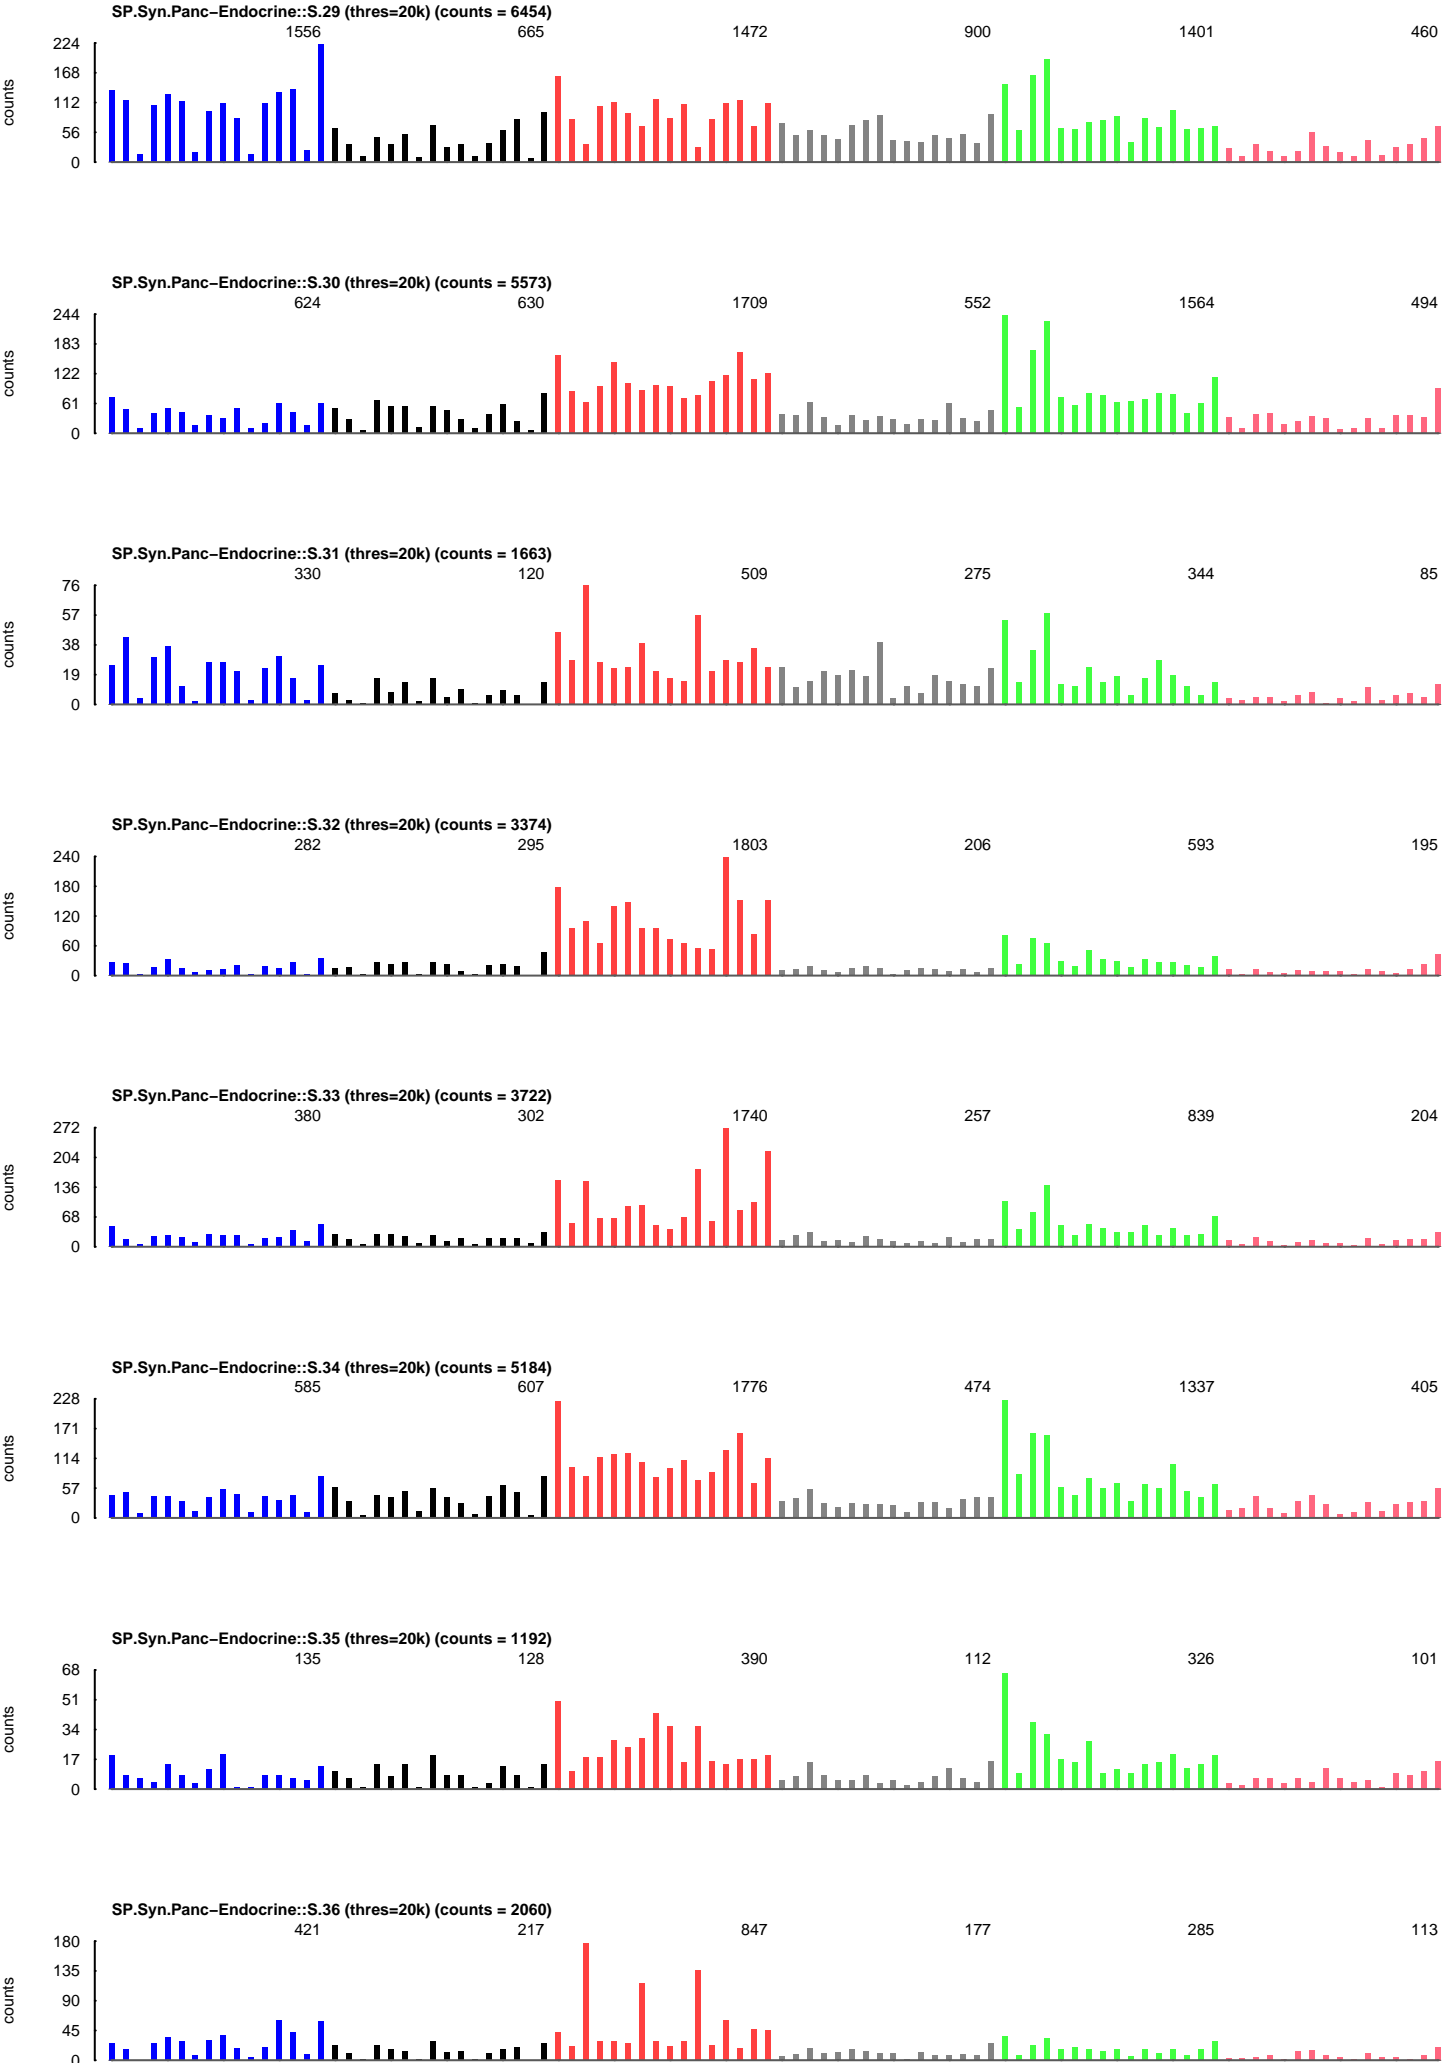 SP.Syn.Panc−Endocrine::S.29 (thres=20k) (counts = 6454)
1556 665 1472 900 1401 460
224
168
112
56
0
counts
SP.Syn.Panc−Endocrine::S.30 (thres=20k) (counts = 5573)
624 630 1709 552 1564 494
244
183
122
61
0
counts
SP.Syn.Panc−Endocrine::S.31 (thres=20k) (counts = 1663)
330 120 509 275 344 85
76
57
38
19
0
counts
SP.Syn.Panc−Endocrine::S.32 (thres=20k) (counts = 3374)
282 295 1803 206 593 195
240
180
120
60
0
counts
SP.Syn.Panc−Endocrine::S.33 (thres=20k) (counts = 3722)
380 302 1740 257 839 204
272
204
136
68
0
counts
SP.Syn.Panc−Endocrine::S.34 (thres=20k) (counts = 5184)
585 607 1776 474 1337 405
228
171
114
57
0
counts
SP.Syn.Panc−Endocrine::S.35 (thres=20k) (counts = 1192)
135 128 390 112 326 101
68
51
34
17
0
counts
SP.Syn.Panc−Endocrine::S.36 (thres=20k) (counts = 2060)
421 217 847 177 285 113
180
135
90
45
0
counts